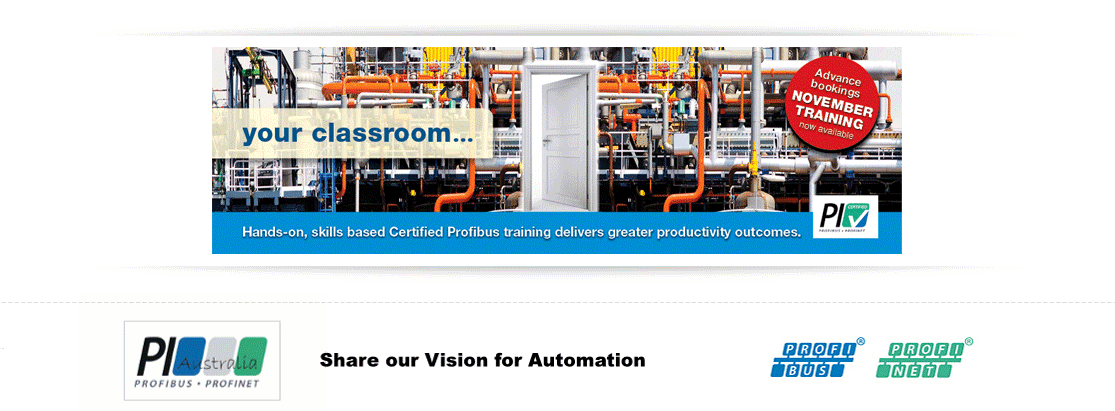 Advance
bookings
NOVEMBER
TRAINING
now available
your classroom...
CERTIFIED
PI
PROFIBUS • PROFINET
Hands-on, skills based Certified Profibus training delivers greater productivity outcomes.
PI
Australia
PROFIBUS • PROFINET
Share our Vision for Automation
PROFI®
BUS
PROFI®
NET